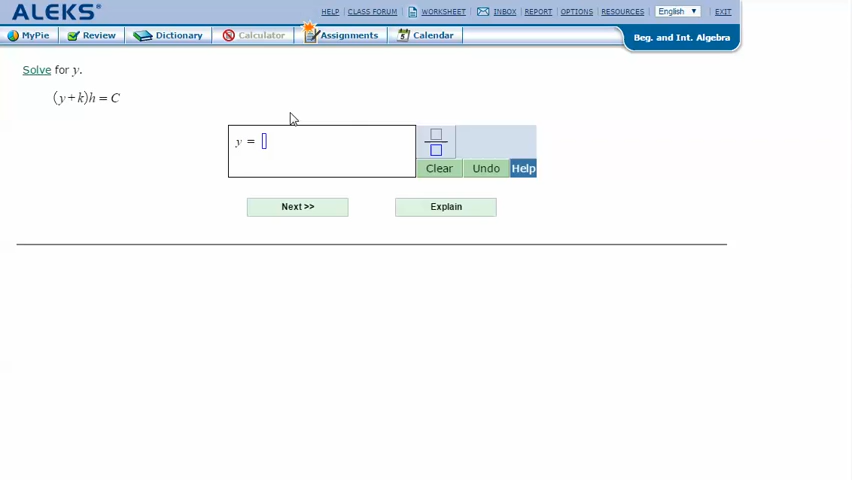 ALEKS
HELP | CLASS FORUM | WORKSHEET INBOX | REPORT | OPTIONS | RESOURCES English | EXIT
MyPie Review Dictionary Calculator Assignments Calendar
Beg. and Int. Algebra
Solve for y.
(y+k)h = C
y =
Clear Undo Help
Next >> Explain